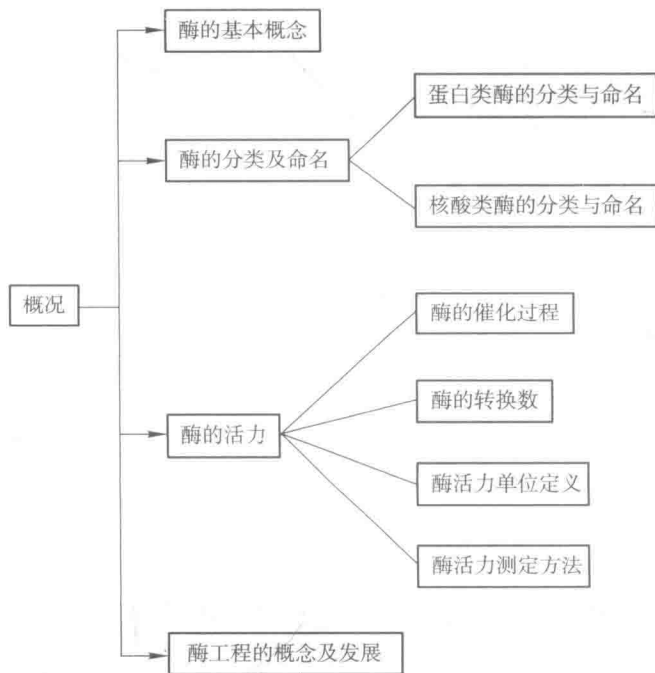 酶的基本概念
蛋白类酶的分类与命名
酶的分类及命名
核酸类酶的分类与命名
概况
酶的催化过程
酶的转换数
酶的活力
酶活力单位定义
酶活力测定方法
酶工程的概念及发展